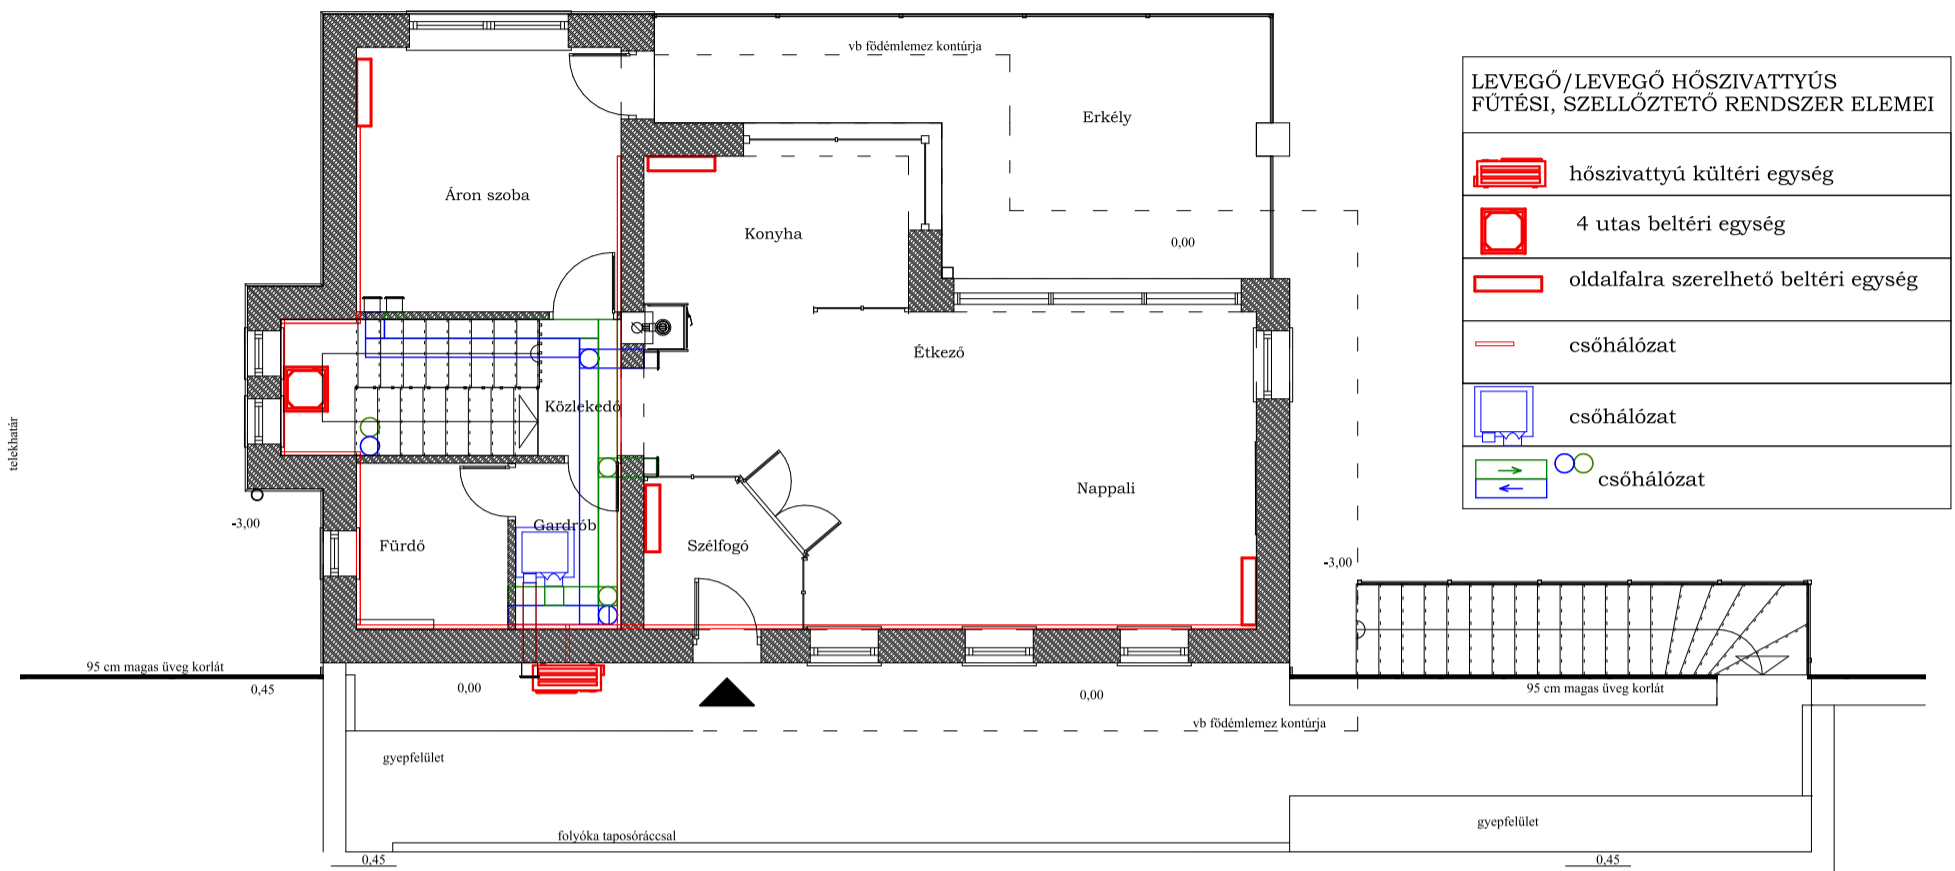 vb födémlemez kontúrja
LEVEGŐ/LEVEGŐ HŐSZIVATTYÚS
FŰTÉSI, SZELLŐZTETŐ RENDSZER ELEMEI
Erkély
hőszivattyú kültéri egység
Áron szoba
4 utas beltéri egység
Konyha
0,00
oldalfalra szerelhető beltéri egység
csőhálózat
Étkező
Közlekedő
csőhálózat
telekhatár
csőhálózat
Nappali
-3,00
Gardrób
Fürdő
Szélfogó
-3,00
95 cm magas üveg korlát
0,45
0,00
0,00
95 cm magas üveg korlát
vb födémlemez kontúrja
gyepfelület
gyepfelület
folyóka taposóráccsal
0,45
0,45